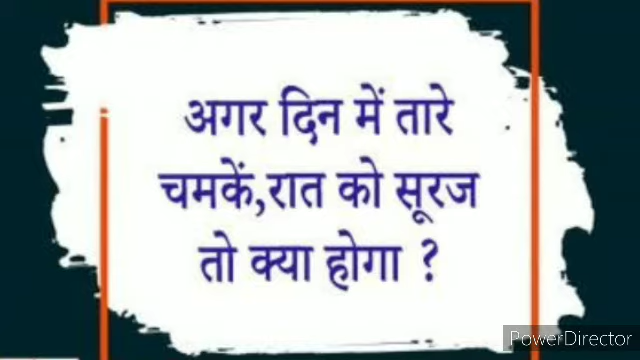 अगर दिन में तारे
चमकें,रात को सूरज
तो क्या होगा ?
PowerDirector